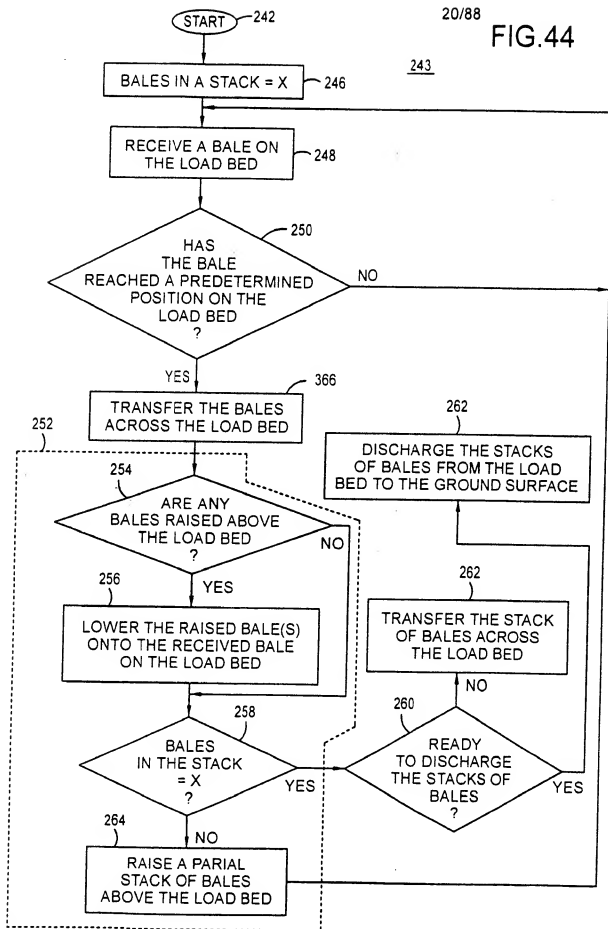 START
242
20/88
FIG.44
243
BALES IN A STACK = X
246
RECEIVE A BALE ON
THE LOAD BED
248
250
HAS
THE BALE
REACHED A PREDETERMINED
POSITION ON THE
LOAD BED
?
NO
YES
366
TRANSFER THE BALES
ACROSS THE LOAD BED
252
254
ARE ANY
BALES RAISED ABOVE
THE LOAD BED
?
NO
YES
256
LOWER THE RAISED BALE(S)
ONTO THE RECEIVED BALE
ON THE LOAD BED
258
BALES
IN THE STACK
= X
?
YES
NO
264
RAISE A PARIAL
STACK OF BALES
ABOVE THE LOAD BED
262
DISCHARGE THE STACKS
OF BALES FROM THE LOAD
BED TO THE GROUND SURFACE
262
TRANSFER THE STACK
OF BALES ACROSS
THE LOAD BED
NO
260
READY
TO DISCHARGE
THE STACKS OF
BALES
?
YES